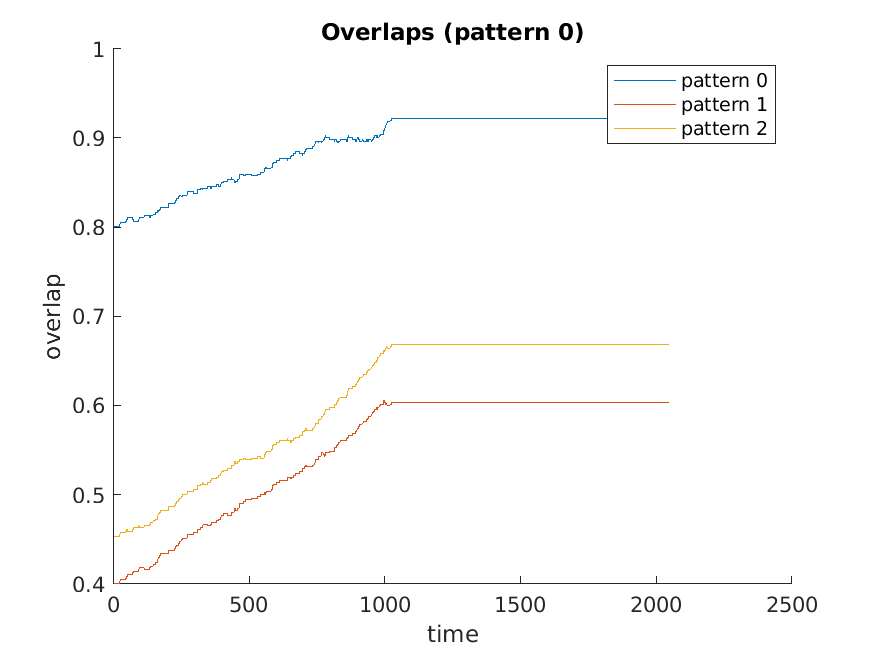 Overlaps (pattern 0)
pattern 0
pattern 1
pattern 2
overlap
1
0.9
0.8
0.7
0.6
0.5
0.4
0 500 1000 1500 2000 2500
time